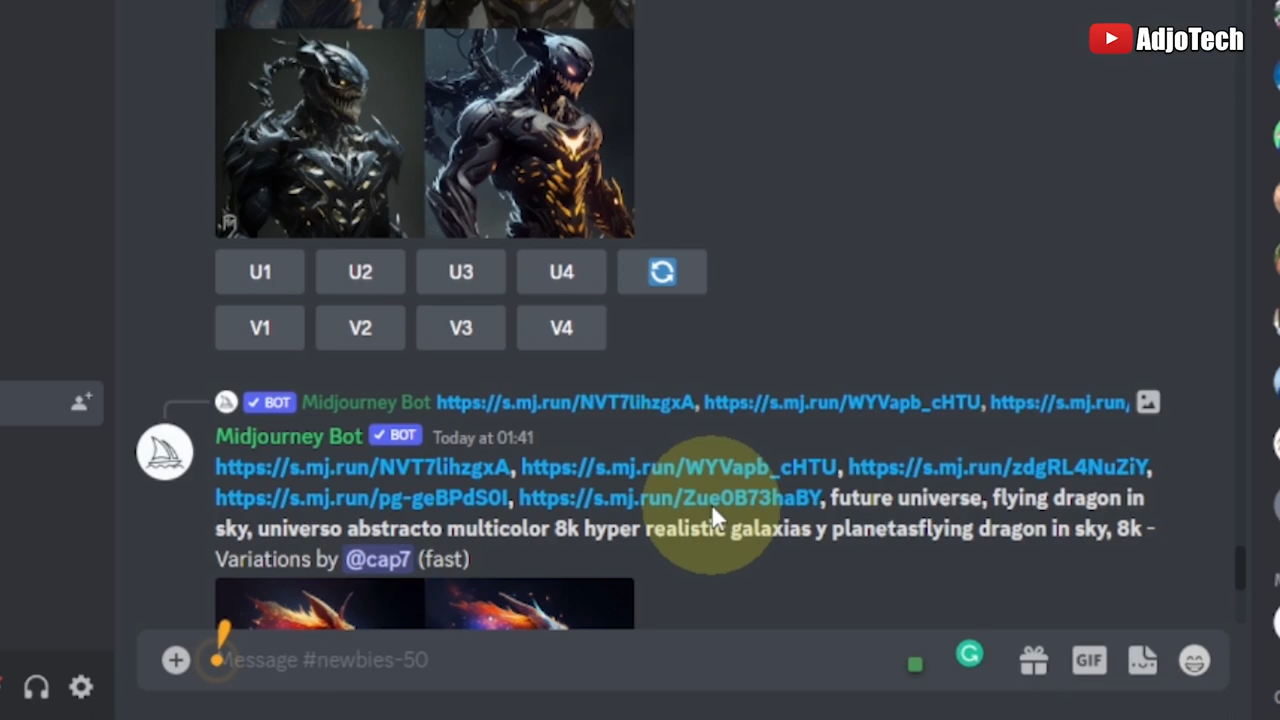 AdjoTech
U1 U2 U3 U4
V1 V2 V3 V4
BOT Midjourney Bot https://s.mj.run/NVT7lihzgxA, https://s.mj.run/WYVapb_cHTU, https://s.mj.run,
Midjourney Bot BOT Today at 01:41
https://s.mj.run/NVT7lihzgxA, https://s.mj.run/WYVapb_cHTU, https://s.mj.run/zdgRL4NuZiY,
https://s.mj.run/pg-geBPdS0I, https://s.mj.run/Zue0B73haBY, future universe, flying dragon in
sky, universo abstracto multicolor 8k hyper realistic galaxias y planetasflying dragon in sky, 8k -
Variations by @cap7 (fast)
Message #newbies-50
GIF